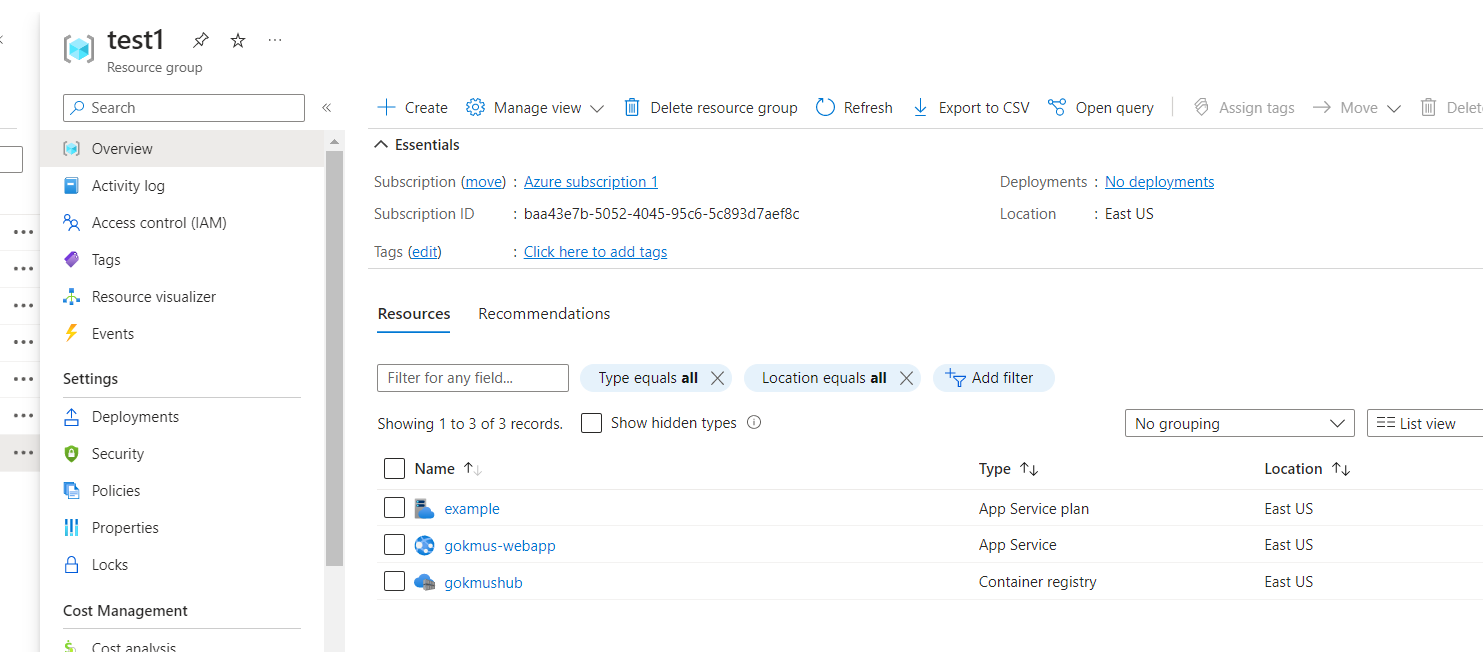 test1
Resource group
Search
Create Manage view Delete resource group Refresh Export to CSV Open query Assign tags Move
Overview
Activity log
Access control (IAM)
Tags
Resource visualizer
Events
Settings
Deployments
Security
Policies
Properties
Locks
Cost Management
Cost analysis
Essentials
Subscription (move) : Azure subscription 1
Subscription ID : baa43e7b-5052-4045-95c6-5c893d7aef8c
Tags (edit) : Click here to add tags
Deployments : No deployments
Location : East US
Resources Recommendations
Filter for any field... Type equals all Location equals all Add filter
Showing 1 to 3 of 3 records. Show hidden types No grouping List view
Name Type Location
example App Service plan East US
gokmus-webapp App Service East US
gokmushub Container registry East US